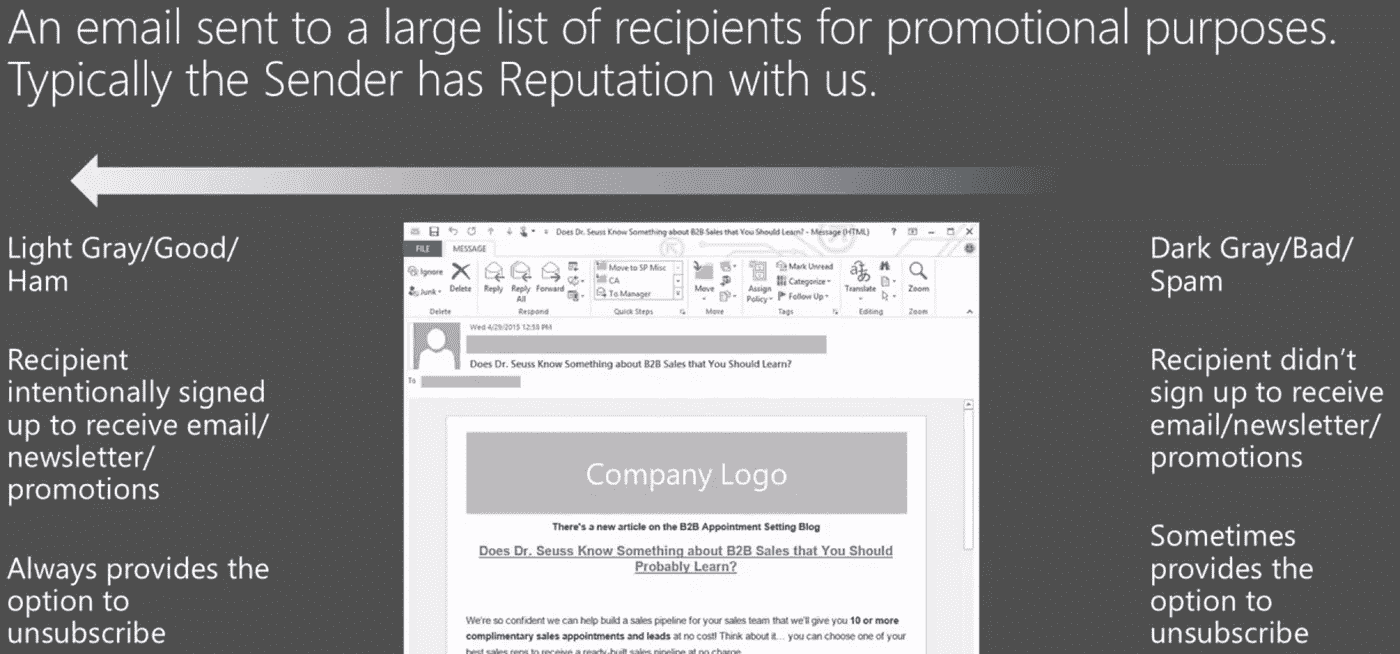 An email sent to a large list of recipients for promotional purposes.
Typically the Sender has Reputation with us.
Light Gray/Good/
Ham
Recipient
intentionally signed
up to receive email/
newsletter/
promotions
Always provides the
option to
unsubscribe
Does Dr. Seuss Know Something about B2B Sales that You Should Learn? - Message (HTML)
FILE MESSAGE
Ignore
Junk
Delete
Reply
Reply All
Forward
Move to SP Misc
CA
To Manager
Move
Assign Policy
Mark Unread
Categorize
Follow Up
Translate
Zoom
Delete Respond Quick Steps Move Tags Editing Zoom
Wed 4/29/2015 12:58 PM
Does Dr. Seuss Know Something about B2B Sales that You Should Learn?
To
Company Logo
There's a new article on the B2B Appointment Setting Blog
Does Dr. Seuss Know Something about B2B Sales that You Should
Probably Learn?
We're so confident we can help build a sales pipeline for your sales team that we'll give you 10 or more
complimentary sales appointments and leads at no cost! Think about it... you can choose one of your
best sales reps to receive a ready-built sales pipeline at no charge.
Dark Gray/Bad/
Spam
Recipient didn't
sign up to receive
email/newsletter/
promotions
Sometimes
provides the
option to
unsubscribe